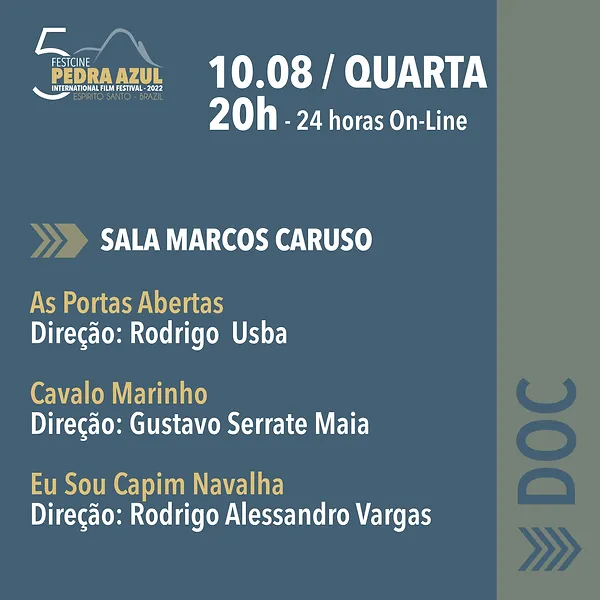 5
FESTCINE
PEDRA AZUL
INTERNATIONAL FILM FESTIVAL - 2022
ESPÍRITO SANTO - BRAZIL
10.08 / QUARTA
20h - 24 horas On-Line
SALA MARCOS CARUSO
As Portas Abertas
Direção: Rodrigo Usba
Cavalo Marinho
Direção: Gustavo Serrate Maia
Eu Sou Capim Navalha
Direção: Rodrigo Alessandro Vargas
DOC